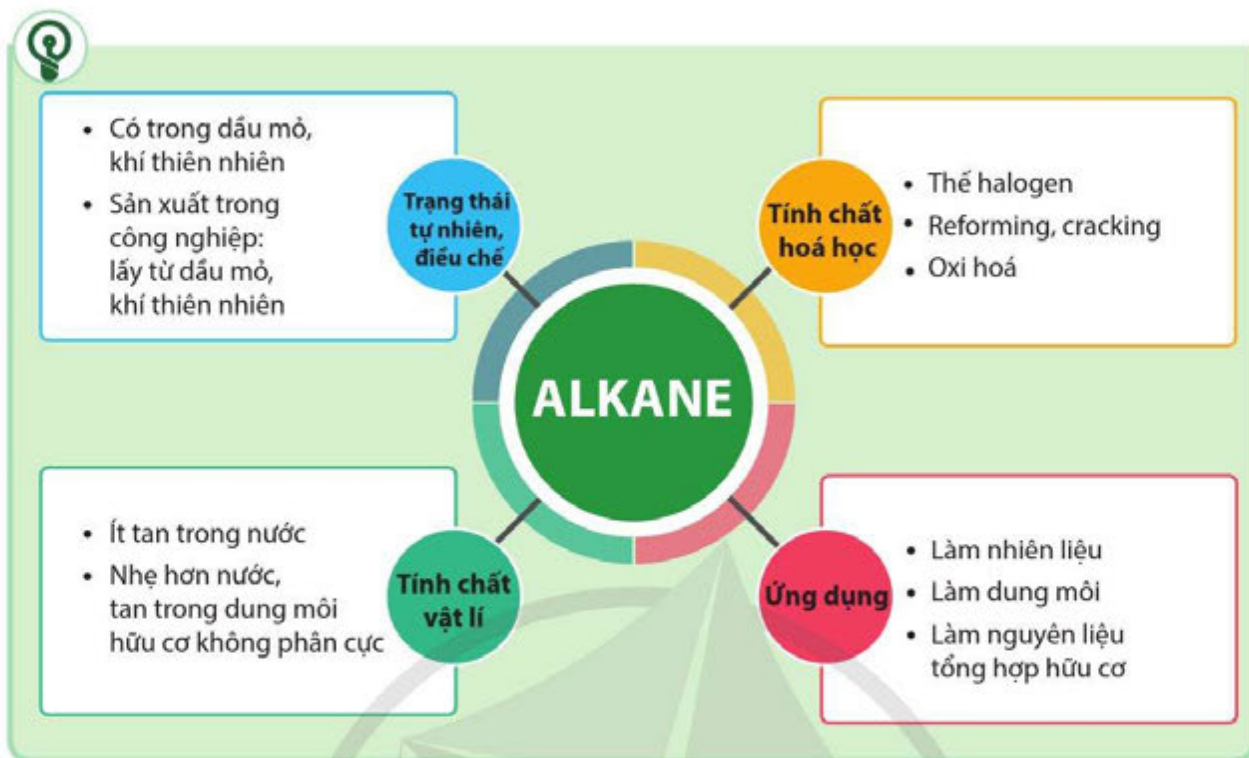 • Có trong dầu mỏ,
khí thiên nhiên
• Sản xuất trong
công nghiệp:
lấy từ dầu mỏ,
khí thiên nhiên
Trạng thái
tự nhiên,
điều chế
Tính chất
hoá học
• Thế halogen
• Reforming, cracking
• Oxi hoá
ALKANE
• Ít tan trong nước
• Nhẹ hơn nước,
tan trong dung môi
hữu cơ không phân cực
Tính chất
vật lí
Ứng dụng
• Làm nhiên liệu
• Làm dung môi
• Làm nguyên liệu
tổng hợp hữu cơ